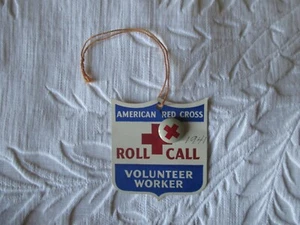 AMERICAN RED CROSS
ROLL CALL
VOLUNTEER
WORKER